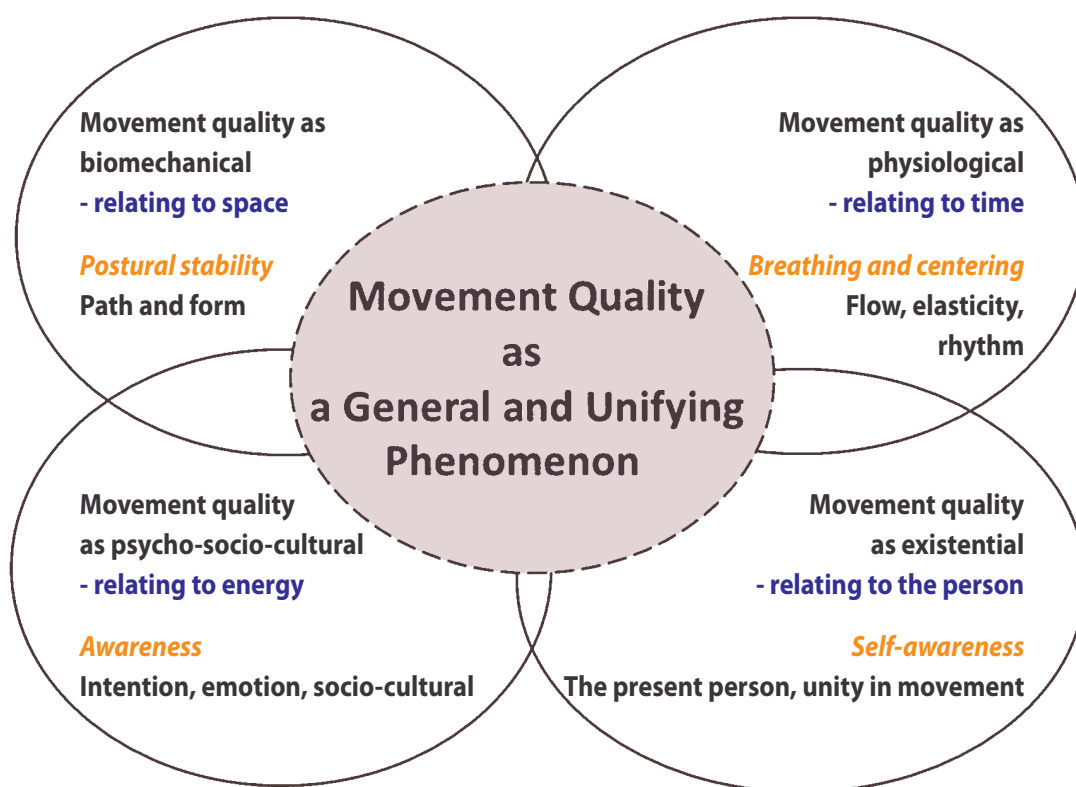 Movement quality as
biomechanical
- relating to space
Postural stability
Path and form
Movement quality as
physiological
- relating to time
Breathing and centering
Flow, elasticity,
rhythm
Movement Quality
as
a General and Unifying
Phenomenon
Movement quality
as psycho-socio-cultural
- relating to energy
Awareness
Intention, emotion, socio-cultural
Movement quality
as existential
- relating to the person
Self-awareness
The present person, unity in movement